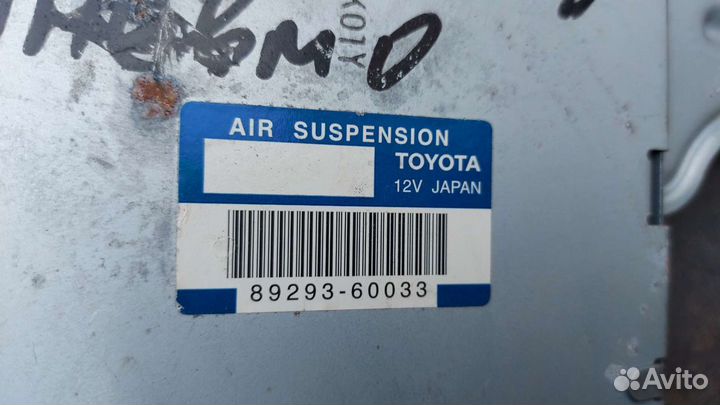 AIR SUSPENSION
TOYOTA
12V JAPAN
89293-60033
Avito